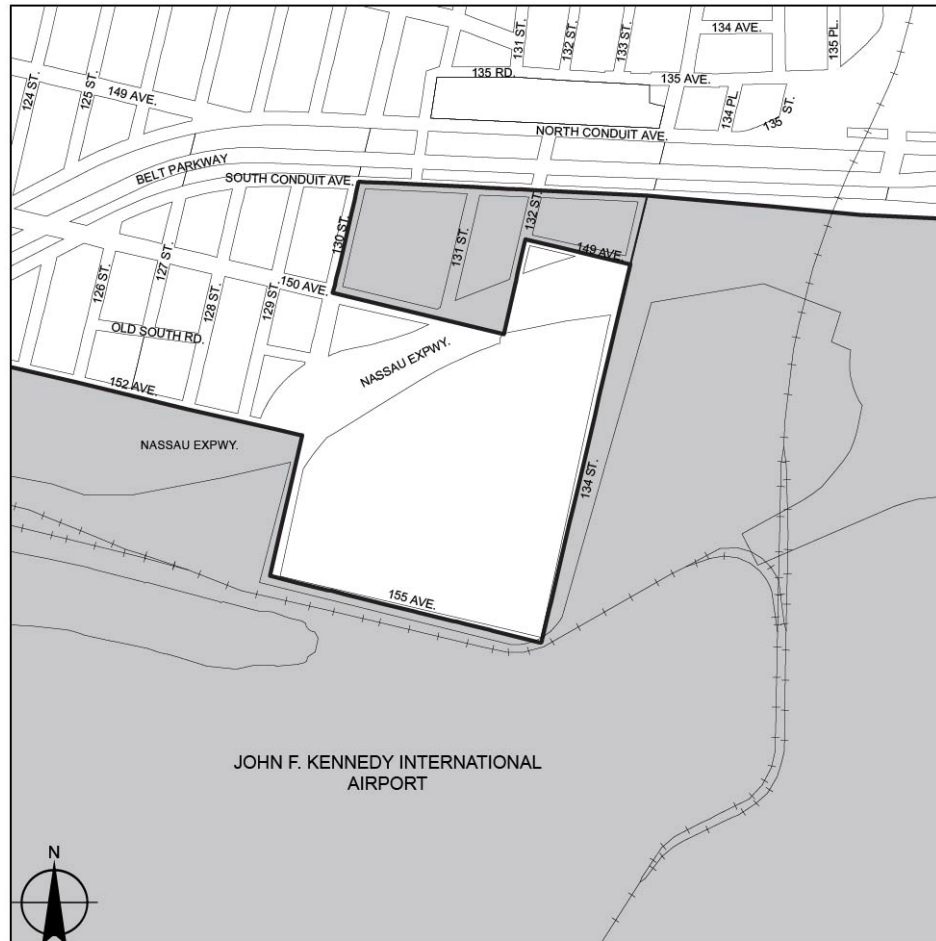 131 ST.
132 ST.
133 ST.
134 AVE.
135 PL.
124 ST.
125 ST.
149 AVE.
135 RD.
135 AVE.
134 PL.
135 ST.
NORTH CONDUIT AVE.
BELT PARKWAY
SOUTH CONDUIT AVE.
130 ST.
131 ST.
132 ST.
149 AVE.
126 ST.
127 ST.
128 ST.
129 ST.
150 AVE.
OLD SOUTH RD.
NASSAU EXPWY.
152 AVE.
NASSAU EXPWY.
134 ST.
155 AVE.
JOHN F. KENNEDY INTERNATIONAL
AIRPORT
N